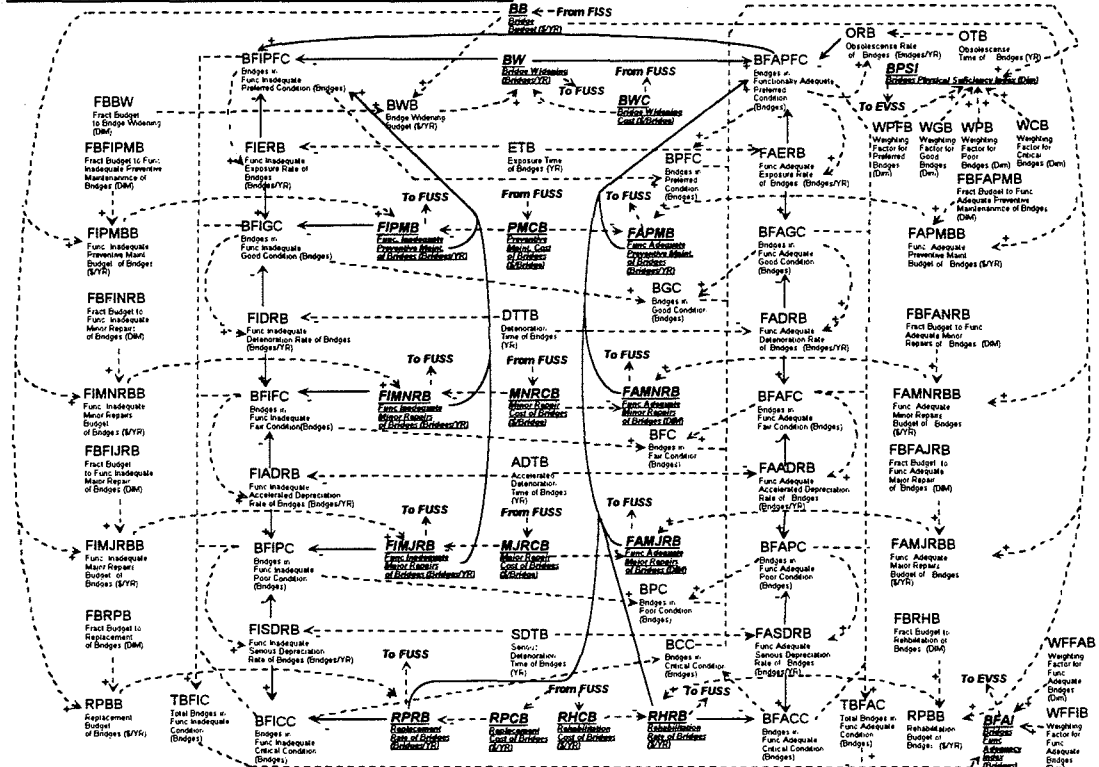 BB ← From FISS
Bridge
Budget ($/YR)
BFIPFC
Bridges in
Func Inadequate
Preferred Condition (Bridges)
BW
Bridge Widening
(Bridges/YR)
To FUSS
From FUSS
BWC
Bridge Widening
Cost ($/Bridge)
BFAPFC
Bridges in
Functionally Adequate
Preferred
Condition
(Bridges)
ORB
Obsolescense Rate
of Bridges (Bridges/YR)
OTB
Obsolescense
Time of Bridges (YR)
BPSI
Bridges Physical Suficiency Index (Dim)
To EVSS
WPFB
Weighting
Factor for
Preferred
Bridges
(Dim)
WGB
Weighting
Factor for
Good
Bridges
(Dim)
WPB
Weighting
Factor for
Poor
Bridges (Dim)
WCB
Weighting
Factor for
Critical
Bridges (Dim)
FBBW
Fract Budget
to Bridge Widening
(DIM)
BWB
Bridge Widening
Budget ($/YR)
FBFIPMB
Fract Budget to Func
Inadequate Preventive
Maintenannce of
Bridges (DIM)
FIERB
Func Inadequate
Exposure Rate of
Bridges
(Bridges/YR)
ETB
Exposure Time
of Bridges (YR)
BPFC
Bridges in
Preferred
Condition
(Bridges)
FAERB
Func Adequate
Exposure Rate
of Bridges (Bridges/YR)
FBFAPMB
Fract Budget to Func
Adequate Preventive
Maintenannce of Bridges
(DIM)
FIPMBB
Func Inadequate
Preventive Maint
Budget of Bridges
($/YR)
BFIGC
Bridges in
Func Inadequate
Good Condition (Bridges)
To FUSS
FIPMB
Func. Inadequate
Preventive Maint.
of Bridges (Bridges/YR)
From FUSS
PMCB
Preventive
Maint. Cost
of Bridges
($/Bridge)
To FUSS
FAPMB
Func Adequate
Preventive Maint.
of Bridges
(Bridges/YR)
BFAGC
Bridges in
Func Adequate
Good Condition
(Bridges)
FAPMBB
Func Adequate
Preventive Maint
Budget of Bridges
($/YR)
BGC
Bridges in
Good Condition
(Bridges)
FBFINRB
Fract Budget to
Func Inadequate
Minor Repairs
of Bridges (DIM)
FIDRB
Func Inadequate
Deterioration Rate of Bridges
(Bridges/YR)
DTTB
Deterioration
Time of Bridges
(YR)
FADRB
Func Adequate
Deterioration Rate
of Bridges (Bridges/YR)
FBFANRB
Fract Budget to Func
Adequate Minor
Repairs of Bridges (DIM)
FIMNRBB
Func Inadequate
Minor Repairs
Budget
of Bridges ($/YR)
BFIFC
Bridges in
Func Inadequate
Fair Condition(Bridges)
To FUSS
FIMNRB
Func Inadequate
Minor Repairs
of Bridges (Bridges/YR)
From FUSS
MNRCB
Minor Repair
Cost of Bridges
($/Bridge)
To FUSS
FAMNRB
Func Adequate
Minor Repairs
of Bridges (DIM)
BFAFC
Bridges in
Func Adequate
Fair Condition (Bridges)
FAMNRBB
Func Adequate
Minor Repairs
Budget of Bridges
($/YR)
BFC
Bridges in
Fair Condition
(Bridges)
FBFIJRB
Fract Budget
to Func Inadequate
Major Repair
of Bridges (DIM)
FIADRB
Func Inadequate
Accelerated Depreciation
Rate of Bridges (Bridges/YR)
ADTB
Accelerated
Deterioration
Time of Bridges
(YR)
FAADRB
Func Adequate
Accelerated Depreciation
Rate of Bridges
(Bridges/YR)
FBFAJRB
Fract Budget to
Func Adequate
Major Repair
of Bridges (DIM)
FIMJRBB
Func Inadequate
Major Repairs
Budget of
Bridges ($/YR)
BFIPC
Bridges in
Func Inadequate
Poor Condition
(Bridges)
To FUSS
FIMJRB
Func Inadequate
Major Repairs
of Bridges (Bridges/YR)
From FUSS
MJRCB
Major Repair
Cost of Bridges
($/Bridge)
To FUSS
FAMJRB
Func Adequate
Major Repairs
of Bridges (DIM)
BFAPC
Bridges in
Func Adequate
Poor Condition
(Bridges)
FAMJRBB
Func Adequate
Major Repairs
Budget of
Bridges ($/YR)
BPC
Bridges in
Poor Condition
(Bridges)
FBRPB
Fract Budget to
Replacement
of Bridges (DIM)
FISDRB
Func Inadequate
Serious Depreciation
Rate of Bridges (Bridges/YR)
SDTB
Serious
Deterioration
Time of Bridges
(YR)
BCC
Bridges in
Critical Condition
(Bridges)
FASDRB
Func Adequate
Serious Depreciation
Rate of Bridges
(Bridges/YR)
FBRHB
Fract Budget to
Rehabilitation of
Bridges (DIM)
WFFAB
Weighting
Factor for
Func
Adequate
Bridges
(Dim)
RPBB
Replacement
Budget
of Bridges ($/YR)
TBFIC
Total Bridges in
Func Inadequate
Condition
(Bridges)
BFICC
Bridges in
Func Inadequate
Critical Condition
(Bridges)
To FUSS
RPRB
Replacement
Rate of Bridges
(Bridges/YR)
RPCB
Replacement
Cost of Bridges
($/YR)
From FUSS
RHCB
Rehabilitation
Cost of Bridges
($/YR)
To FUSS
RHRB
Rehabilitation
Rate of Bridges
($/YR)
BFACC
Bridges in
Func Adequate
Critical Condition
(Bridges)
TBFAC
Total Bridges in
Func Adequate
Condition
(Bridges)
RPBB
Rehabilitation
Budget of
Bridges ($/YR)
To EVSS
BFAI
Bridges
Func
Adequacy
Index
(Bridges)
WFFIB
Weighting
Factor for
Func
Adequate
Bridges